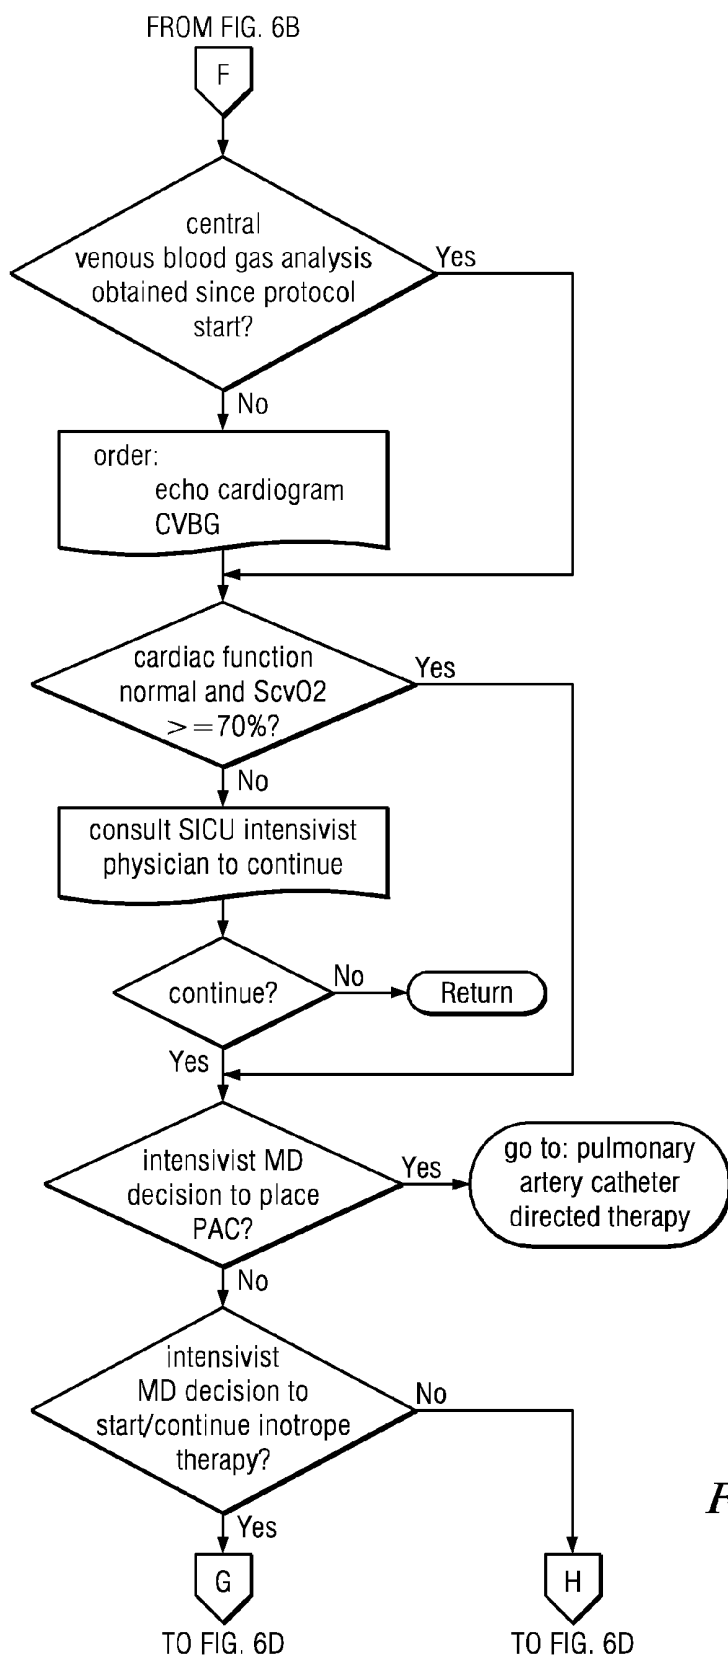 FROM FIG. 6B
F
central
venous blood gas analysis
obtained since protocol
start?
Yes
No
order:
echo cardiogram
CVBG
cardiac function
normal and ScvO2
>=70%?
Yes
No
consult SICU intensivist
physician to continue
continue?
No
Return
Yes
intensivist MD
decision to place
PAC?
Yes
go to: pulmonary
artery catheter
directed therapy
No
intensivist
MD decision to
start/continue inotrope
therapy?
No
F
Yes
G
H
TO FIG. 6D
TO FIG. 6D